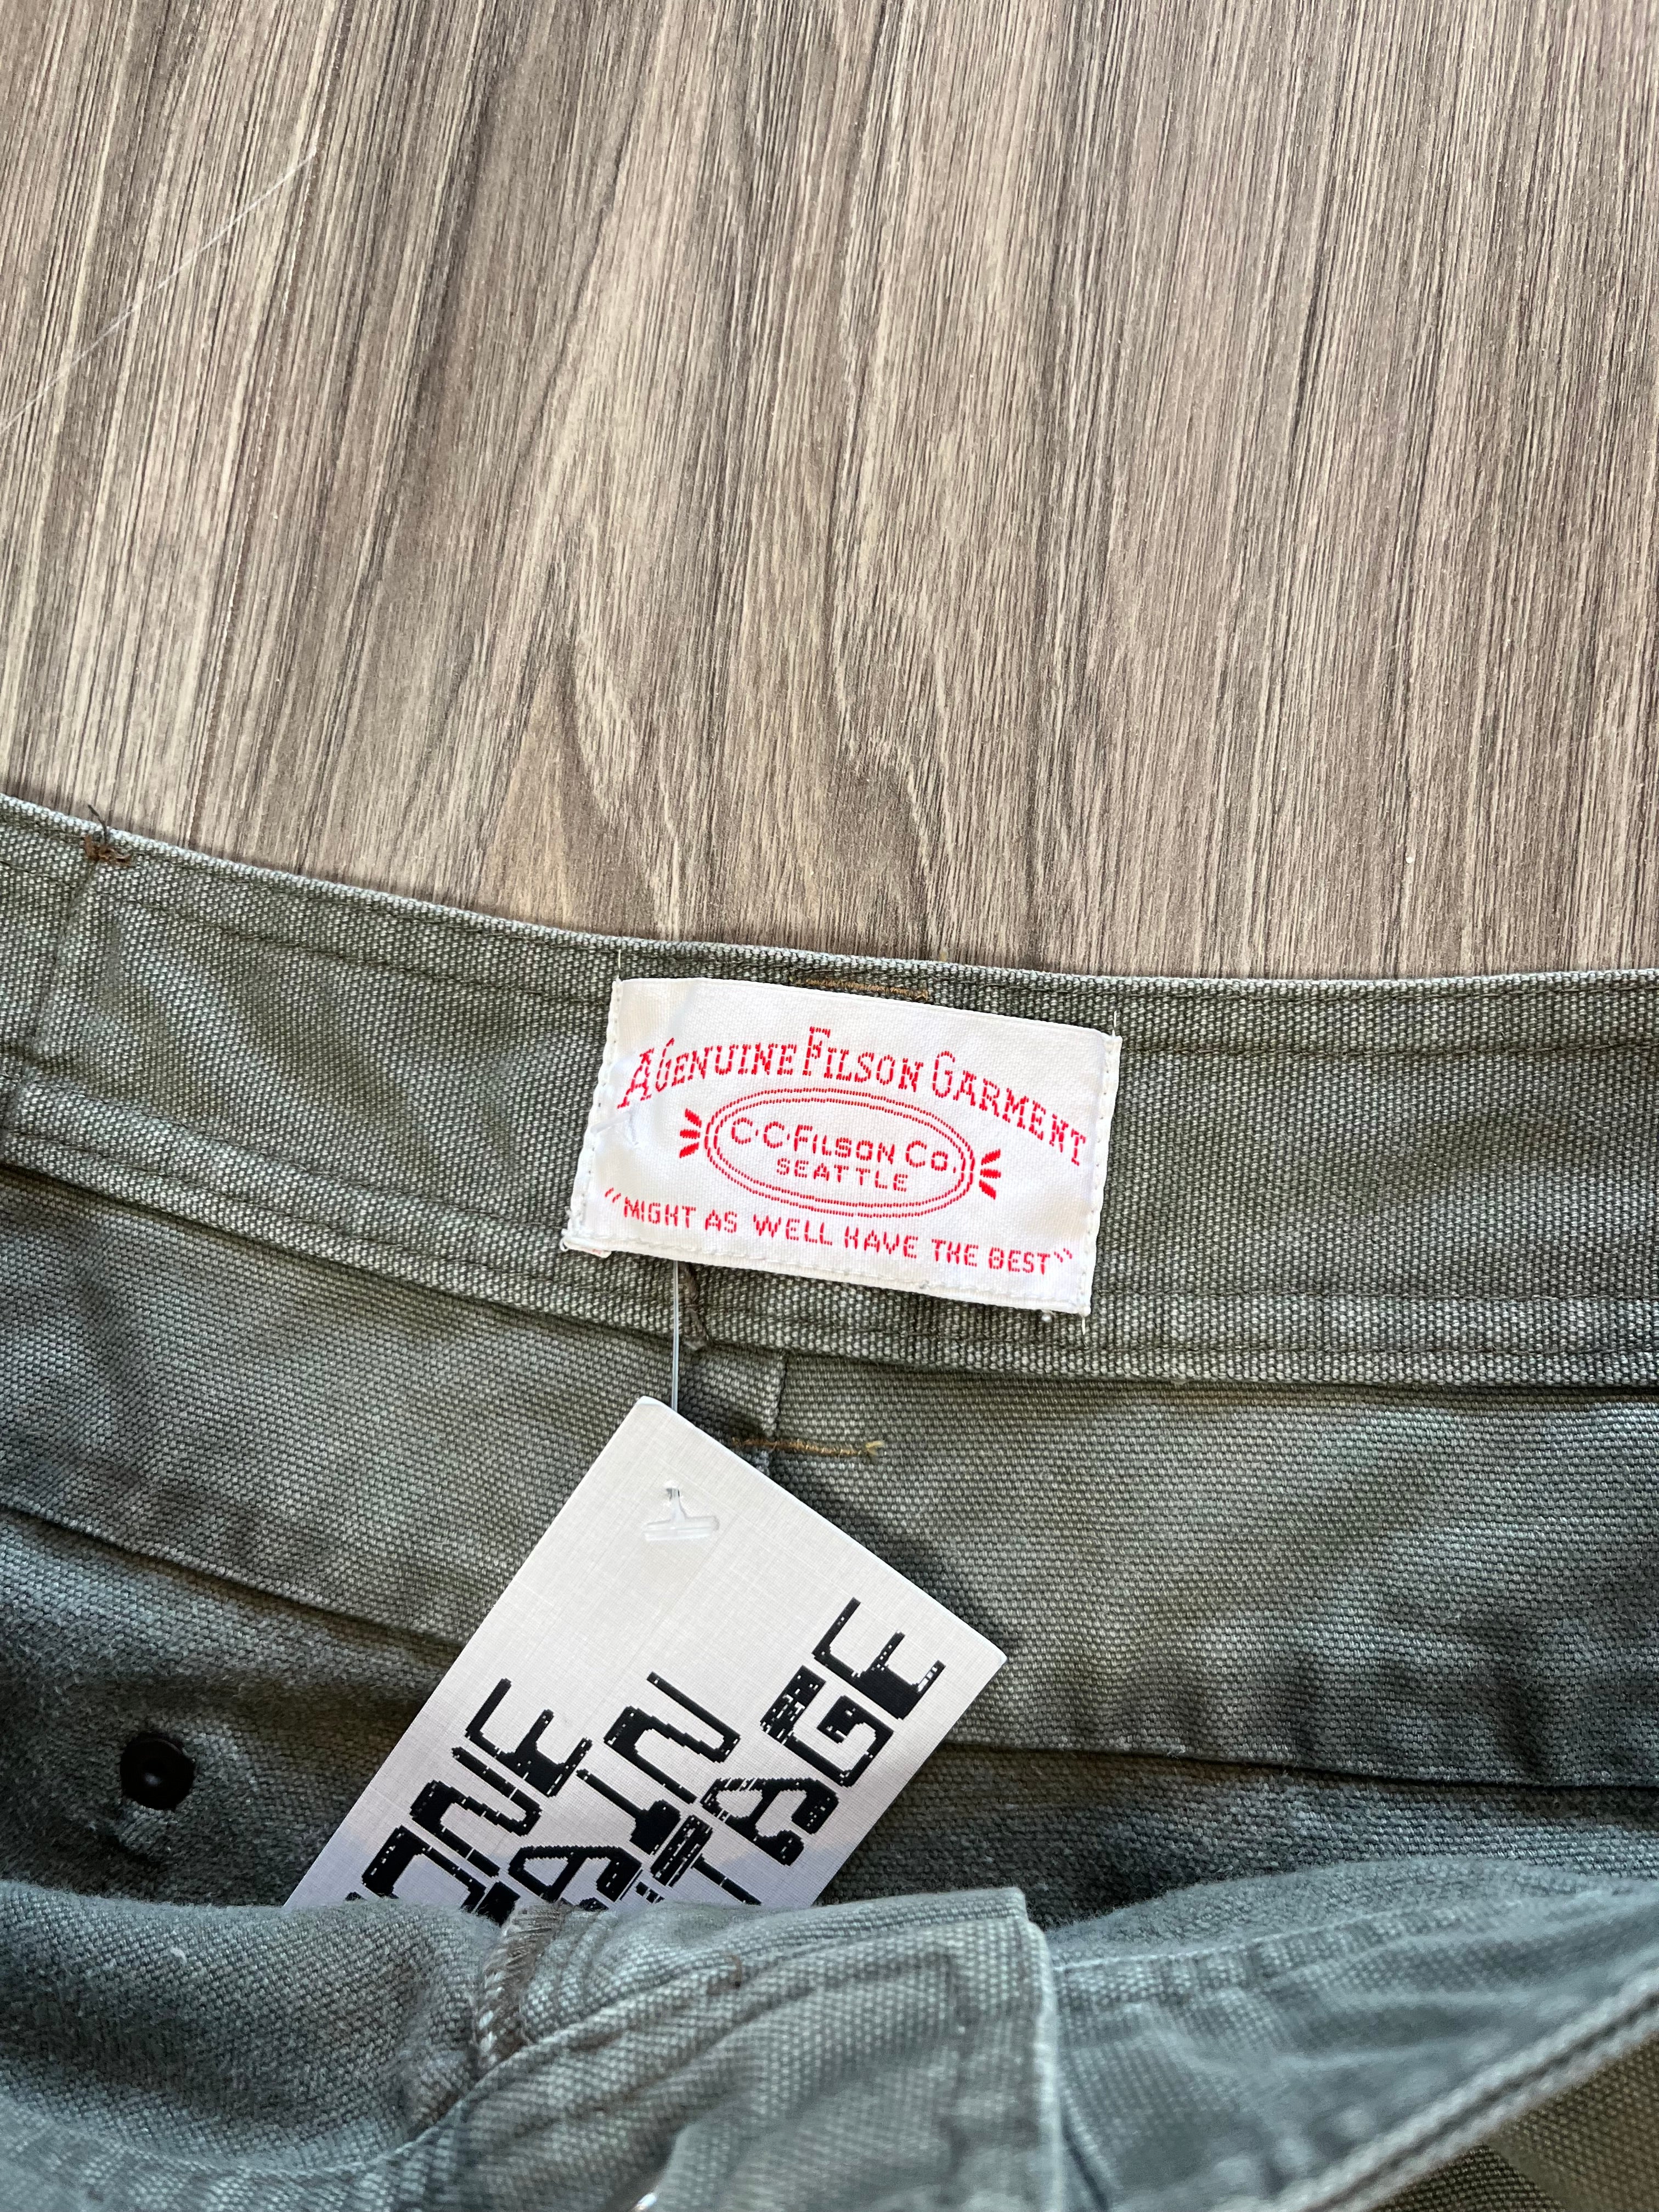 A GENUINE FILSON GARMENT
C·C FILSON CO.
SEATTLE
"MIGHT AS WELL HAVE THE BEST"